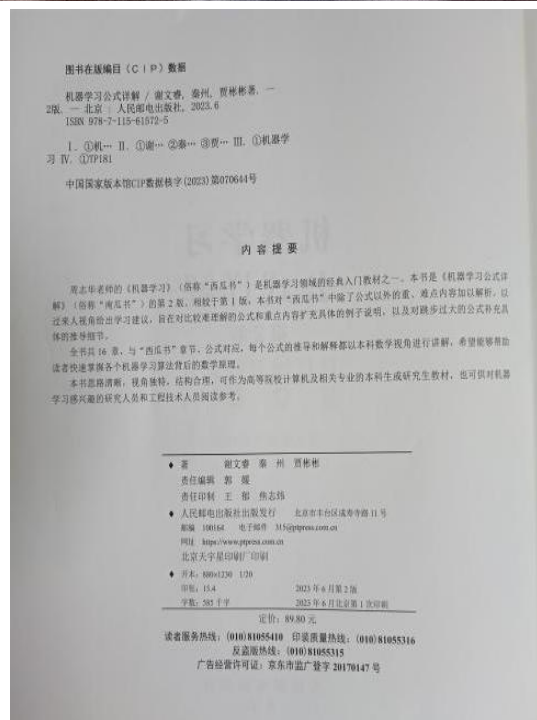 图书在版编目（CIP）数据
机器学习公式详解 / 谢文睿，秦州，贾彬彬著. —
2版. — 北京 : 人民邮电出版社，2023.6
ISBN 978-7-115-61572-5
Ⅰ. ①机… Ⅱ. ①谢… ②秦… ③贾… Ⅲ. ①机器学
习 Ⅳ. ①TP181
中国国家版本馆CIP数据核字(2023)第070644号
内 容 提 要
周志华老师的《机器学习》（俗称“西瓜书”）是机器学习领域的经典入门教材之一。本书是《机器学习公式详
解》（俗称“南瓜书”）的第 2 版。相较于第 1 版，本书对“西瓜书”中除了公式以外的重、难点内容加以解析，以
过来人视角给出学习建议，旨在对比较难理解的公式和重点内容扩充具体的例子说明，以及对跳步过大的公式补充具
体的推导细节。
全书共 16 章，与“西瓜书”章节、公式对应，每个公式的推导和解释都以本科数学视角进行讲解，希望能够帮助
读者快速掌握各个机器学习算法背后的数学原理。
本书思路清晰，视角独特，结构合理，可作为高等院校计算机及相关专业的本科生或研究生教材，也可供对机器
学习感兴趣的研究人员和工程技术人员阅读参考。
◆ 著 谢文睿 秦 州 贾彬彬
责任编辑 郭 媛
责任印制 王 郁 焦志炜
◆ 人民邮电出版社出版发行 北京市丰台区成寿寺路 11 号
邮编 100164 电子邮件 315@ptpress.com.cn
网址 https://www.ptpress.com.cn
北京天宇星印刷厂印刷
◆ 开本：880×1230 1/20
印张：15.4 2023 年 6 月第 2 版
字数：595 千字 2023 年 6 月北京第 1 次印刷
定价：89.80 元
读者服务热线：(010)81055410 印装质量热线：(010)81055316
反盗版热线：(010)81055315
广告经营许可证：京东市监广登字 20170147 号